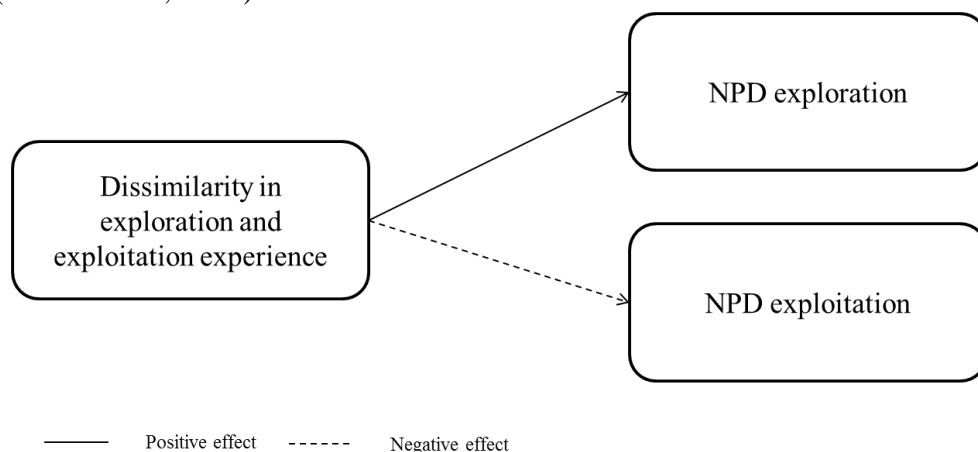 NPD exploration
Dissimilarity in
exploration and
exploitation experience
NPD exploitation
Positive effect
Negative effect